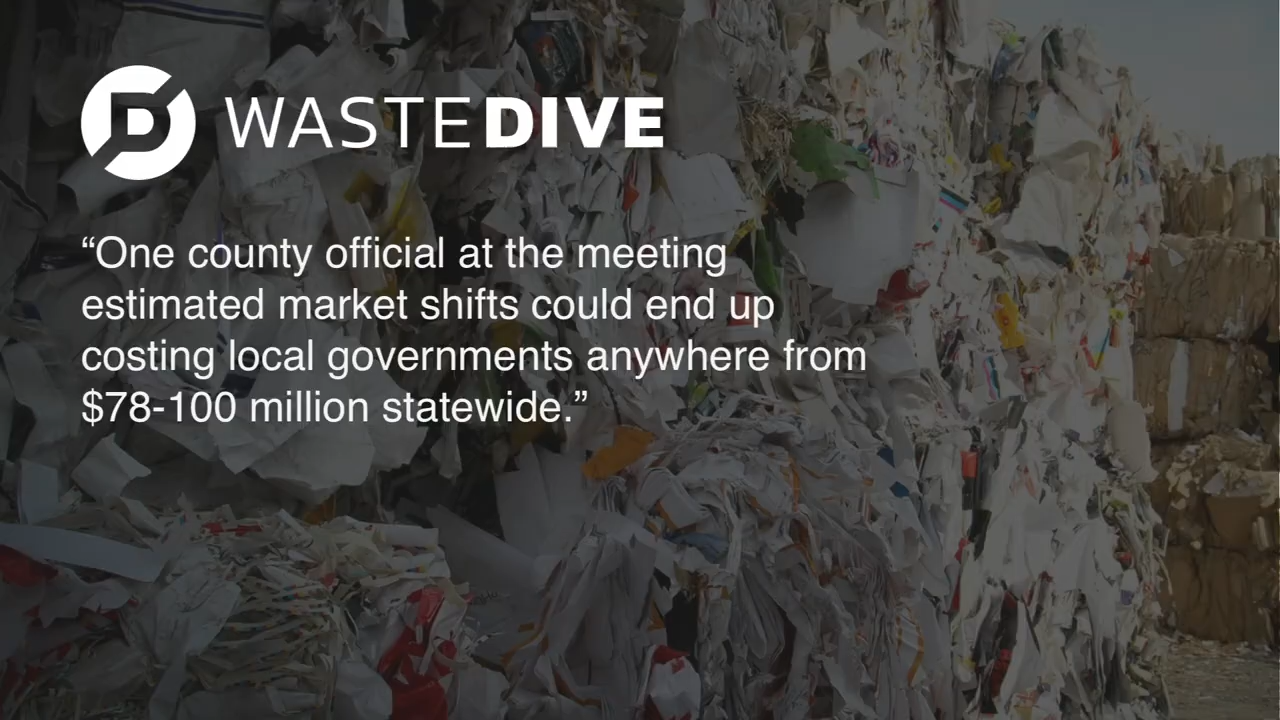 WASTEDIVE
“One county official at the meeting
estimated market shifts could end up
costing local governments anywhere from
$78-100 million statewide.”